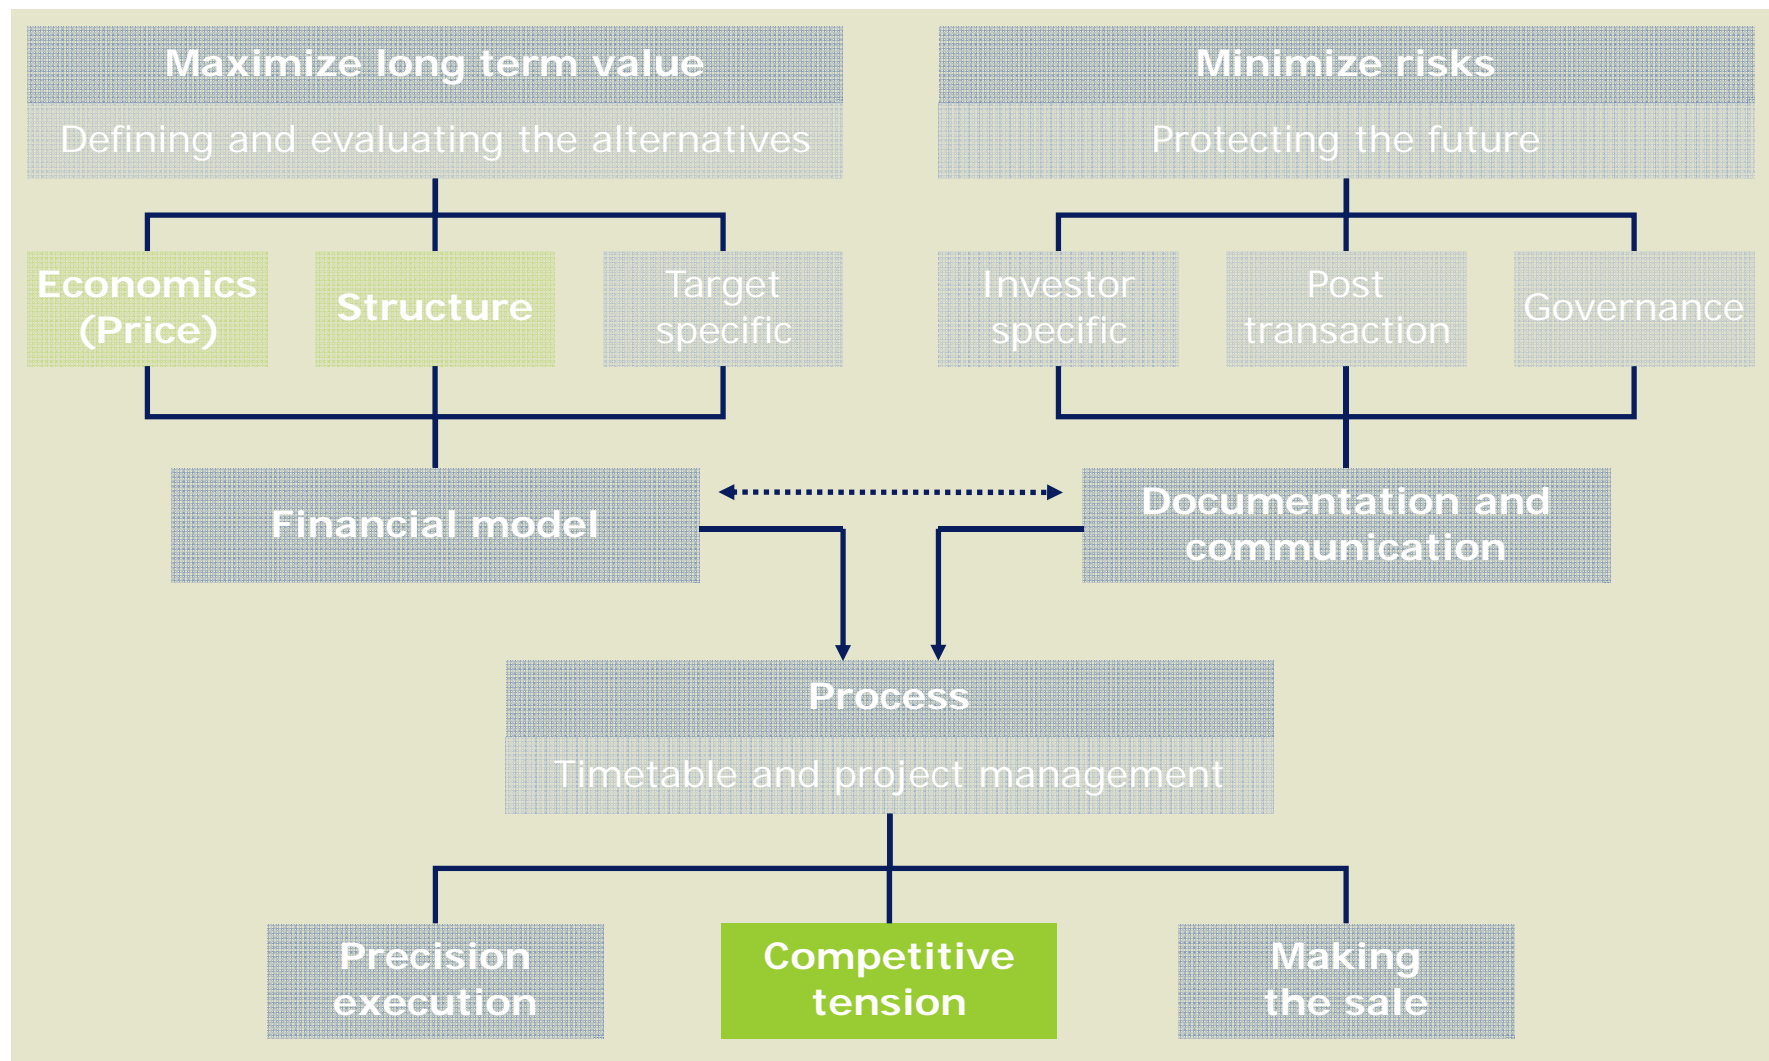 Maximize long term value
Minimize risks
Defining and evaluating the alternatives
Protecting the future
Economics
(Price)
Structure
Target
specific
Investor
specific
Post
transaction
Governance
Financial model
Documentation and
communication
Process
Timetable and project management
Precision
execution
Competitive
tension
Making
the sale